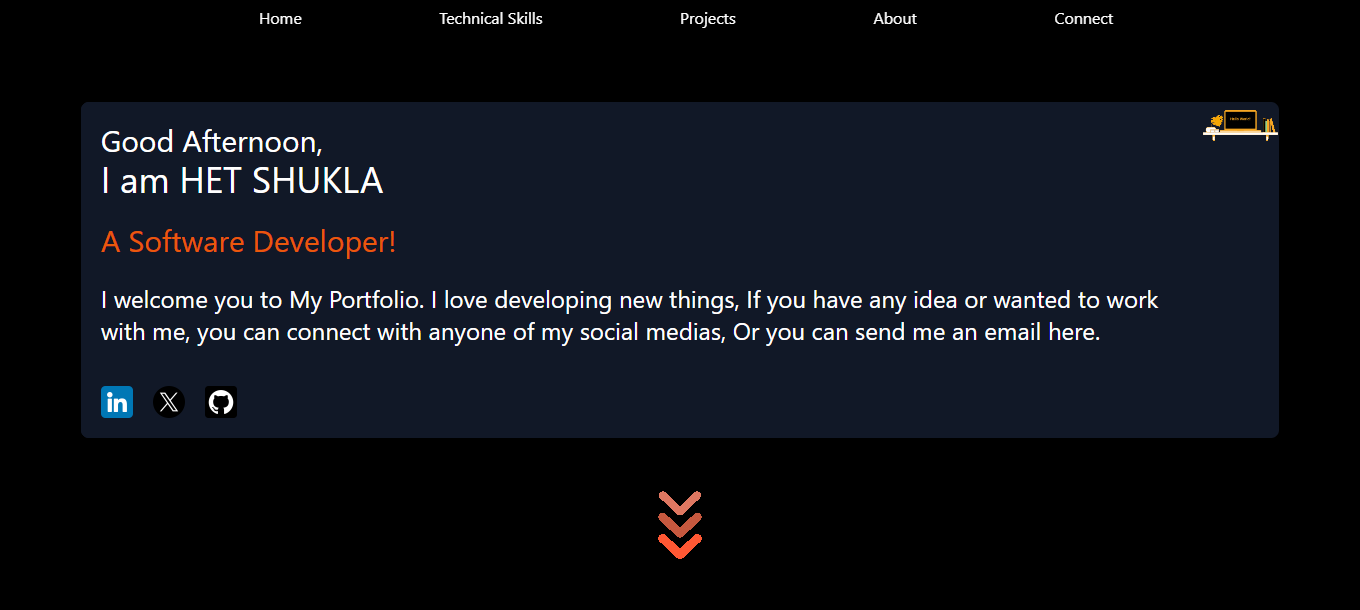 Home Technical Skills Projects About Connect
Good Afternoon,
I am HET SHUKLA
A Software Developer!
I welcome you to My Portfolio. I love developing new things, If you have any idea or wanted to work
with me, you can connect with anyone of my social medias, Or you can send me an email here.
in
X